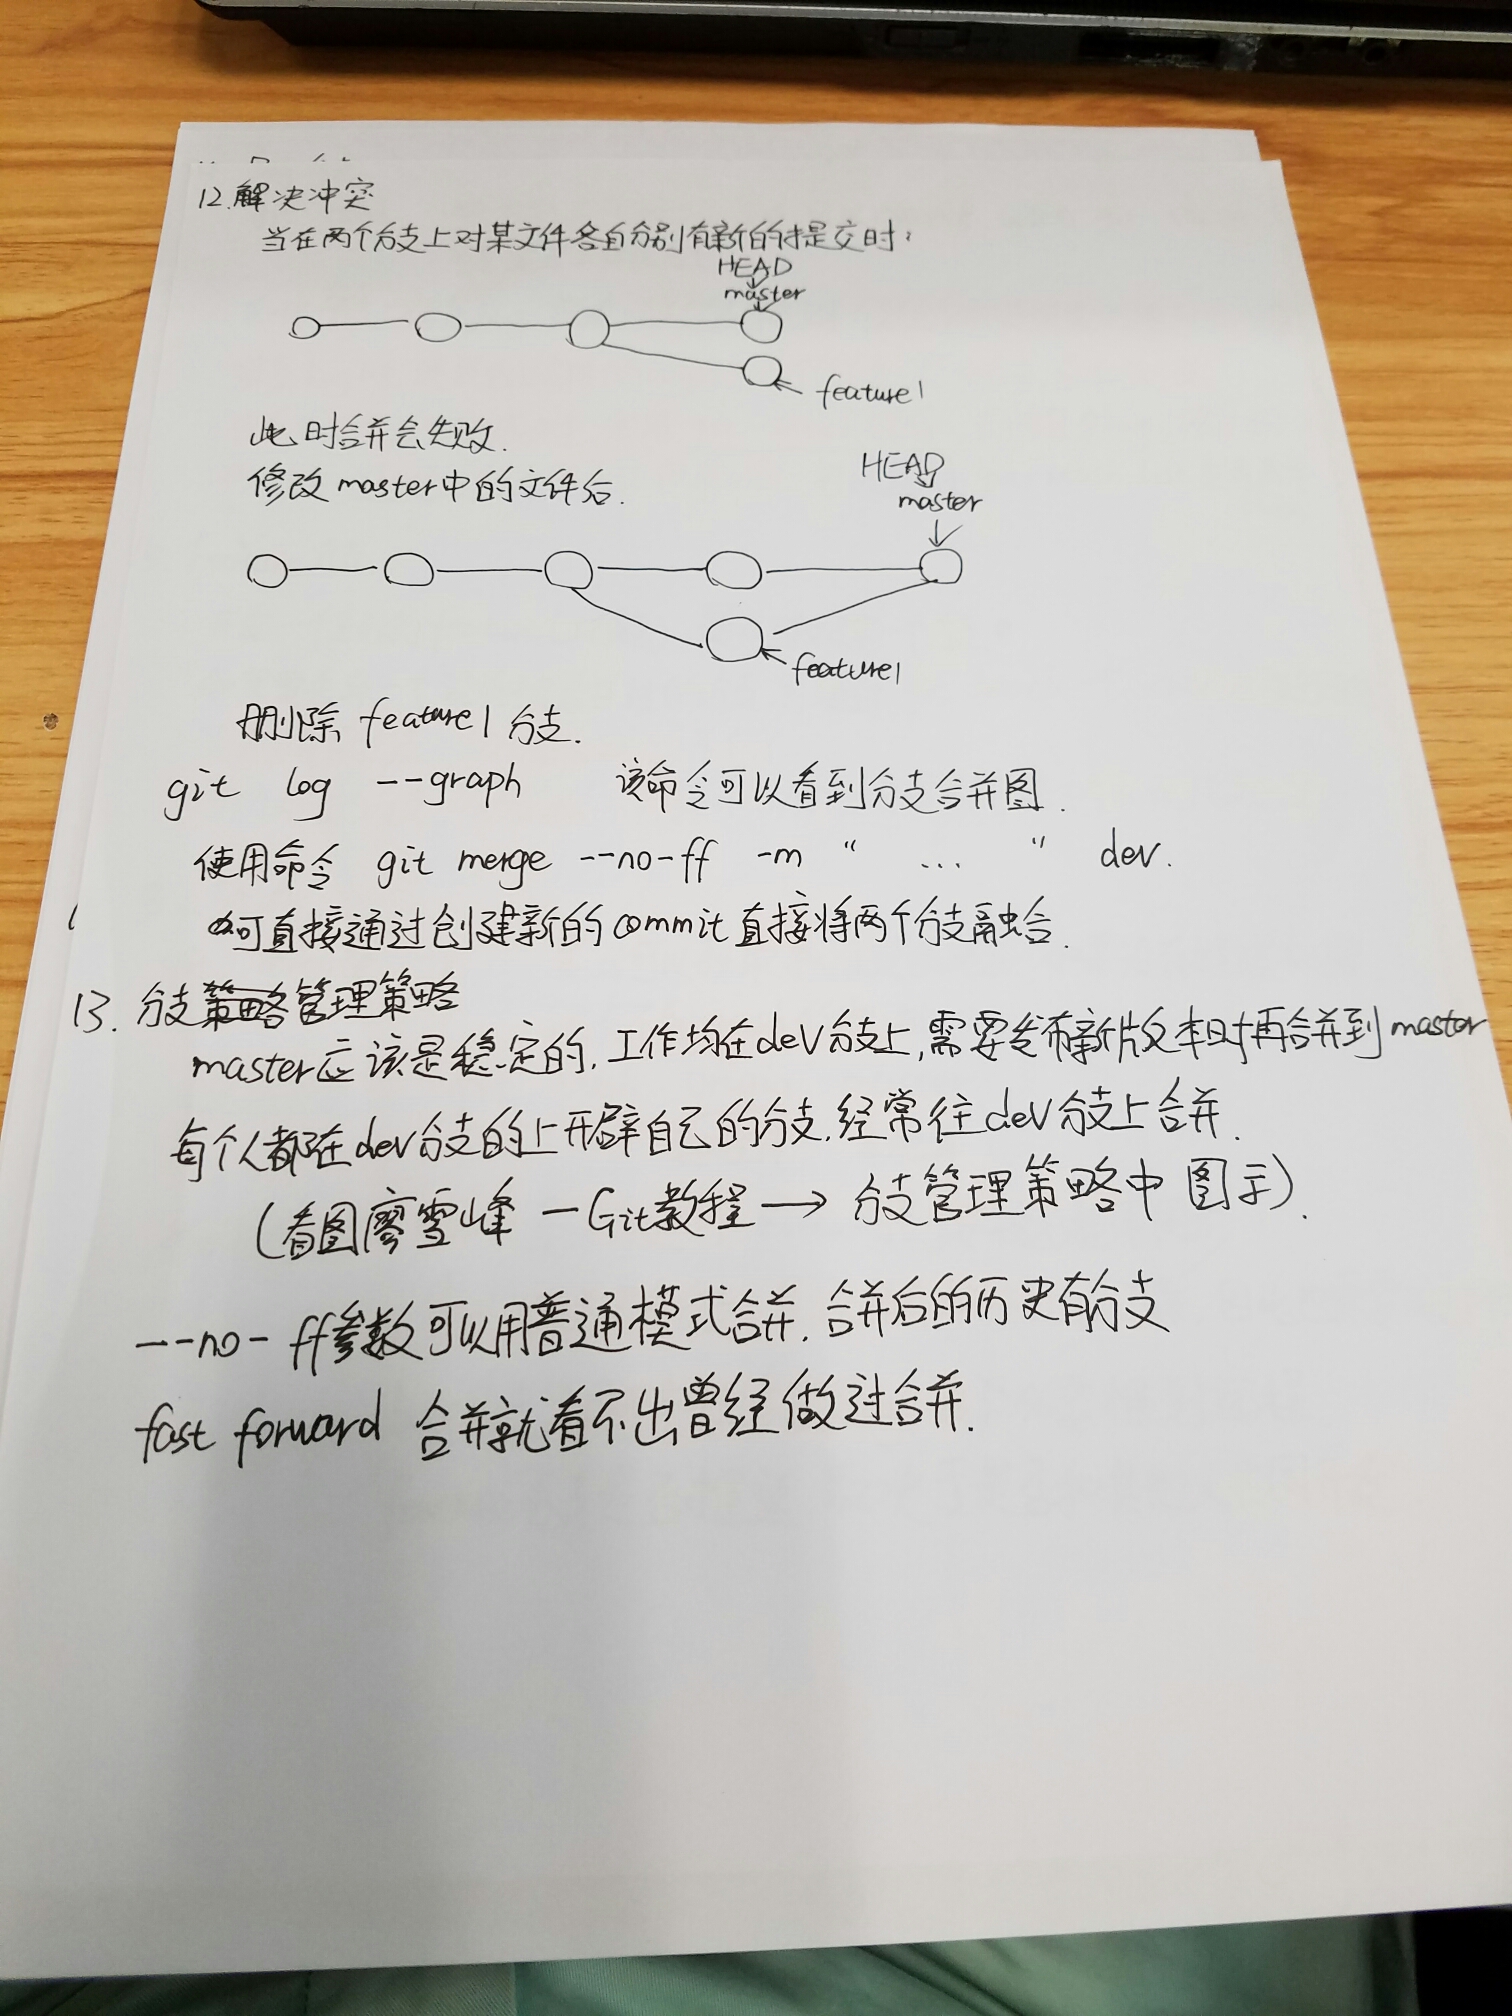 12.解决冲突
当在两个分支上对某文件各自分别有新的提交时:
HEAD
master
feature1
此时合并会失败.
修改master中的文件后.
HEAD
master
feature1
删除 feature1 分支.
git log --graph 该命令可以看到分支合并图.
使用命令 git merge --no-ff -m “ ... ” dev.
可直接通过创建新的commit直接将两个分支融合.
13. 分支管理策略
master应该是稳定的,工作均在dev分支上,需要发布新版本时再合并到master
每个人都在dev分支的上开辟自己的分支,经常往dev分支上合并.
(看图廖雪峰 — Git教程 → 分支管理策略中 图示).
--no-ff参数可以用普通模式合并,合并后的历史有分支
fast forward 合并就看不出曾经做过合并.